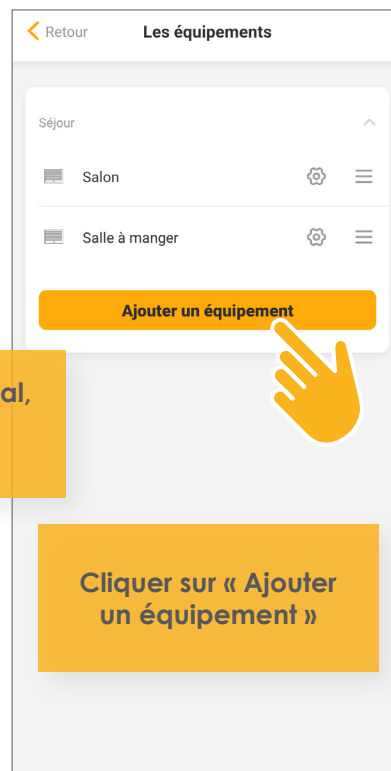 Retour Les équipements
Séjour
Salon
Salle à manger
Ajouter un équipement
al,
Cliquer sur « Ajouter
un équipement »